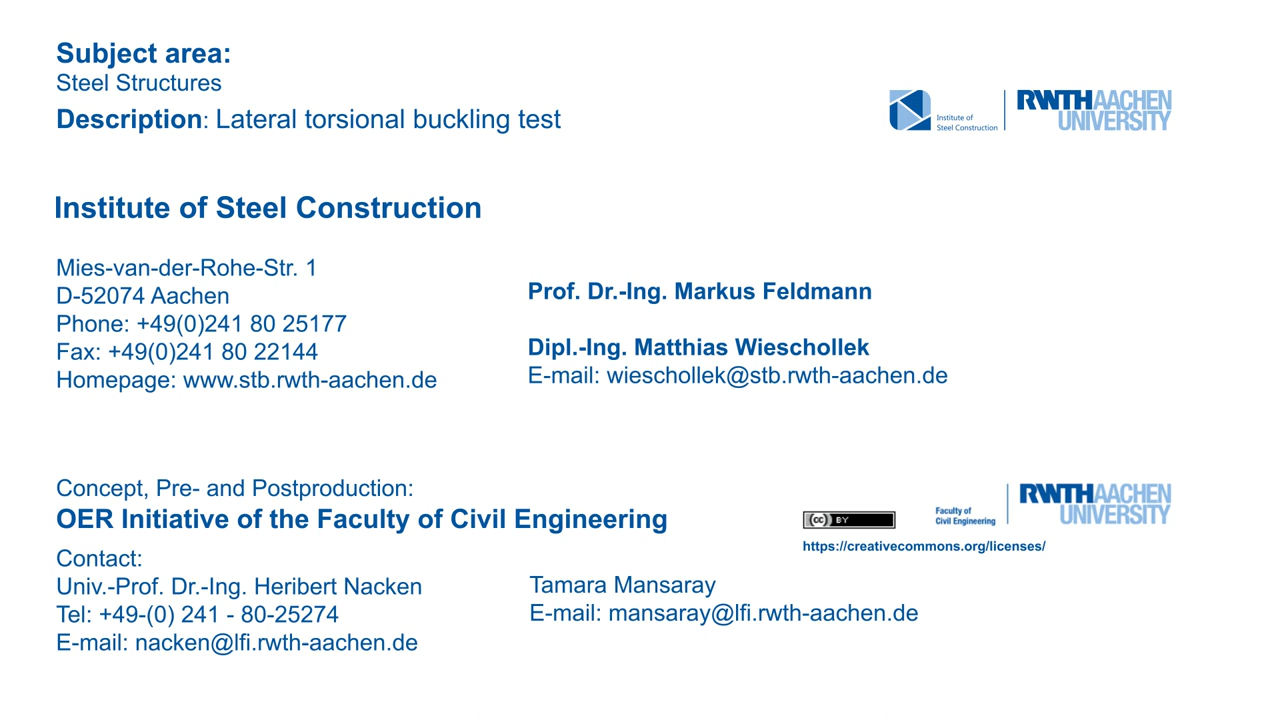 Subject area:
Steel Structures
Description: Lateral torsional buckling test
Institute of
Steel Construction
RWTHAACHEN
UNIVERSITY
Institute of Steel Construction
Mies-van-der-Rohe-Str. 1
D-52074 Aachen
Phone: +49(0)241 80 25177
Fax: +49(0)241 80 22144
Homepage: www.stb.rwth-aachen.de
Prof. Dr.-Ing. Markus Feldmann
Dipl.-Ing. Matthias Wieschollek
E-mail: wieschollek@stb.rwth-aachen.de
Concept, Pre- and Postproduction:
OER Initiative of the Faculty of Civil Engineering
Contact:
Univ.-Prof. Dr.-Ing. Heribert Nacken
Tel: +49-(0) 241 - 80-25274
E-mail: nacken@lfi.rwth-aachen.de
Tamara Mansaray
E-mail: mansaray@lfi.rwth-aachen.de
cc BY
https://creativecommons.org/licenses/
Faculty of
Civil Engineering
RWTHAACHEN
UNIVERSITY